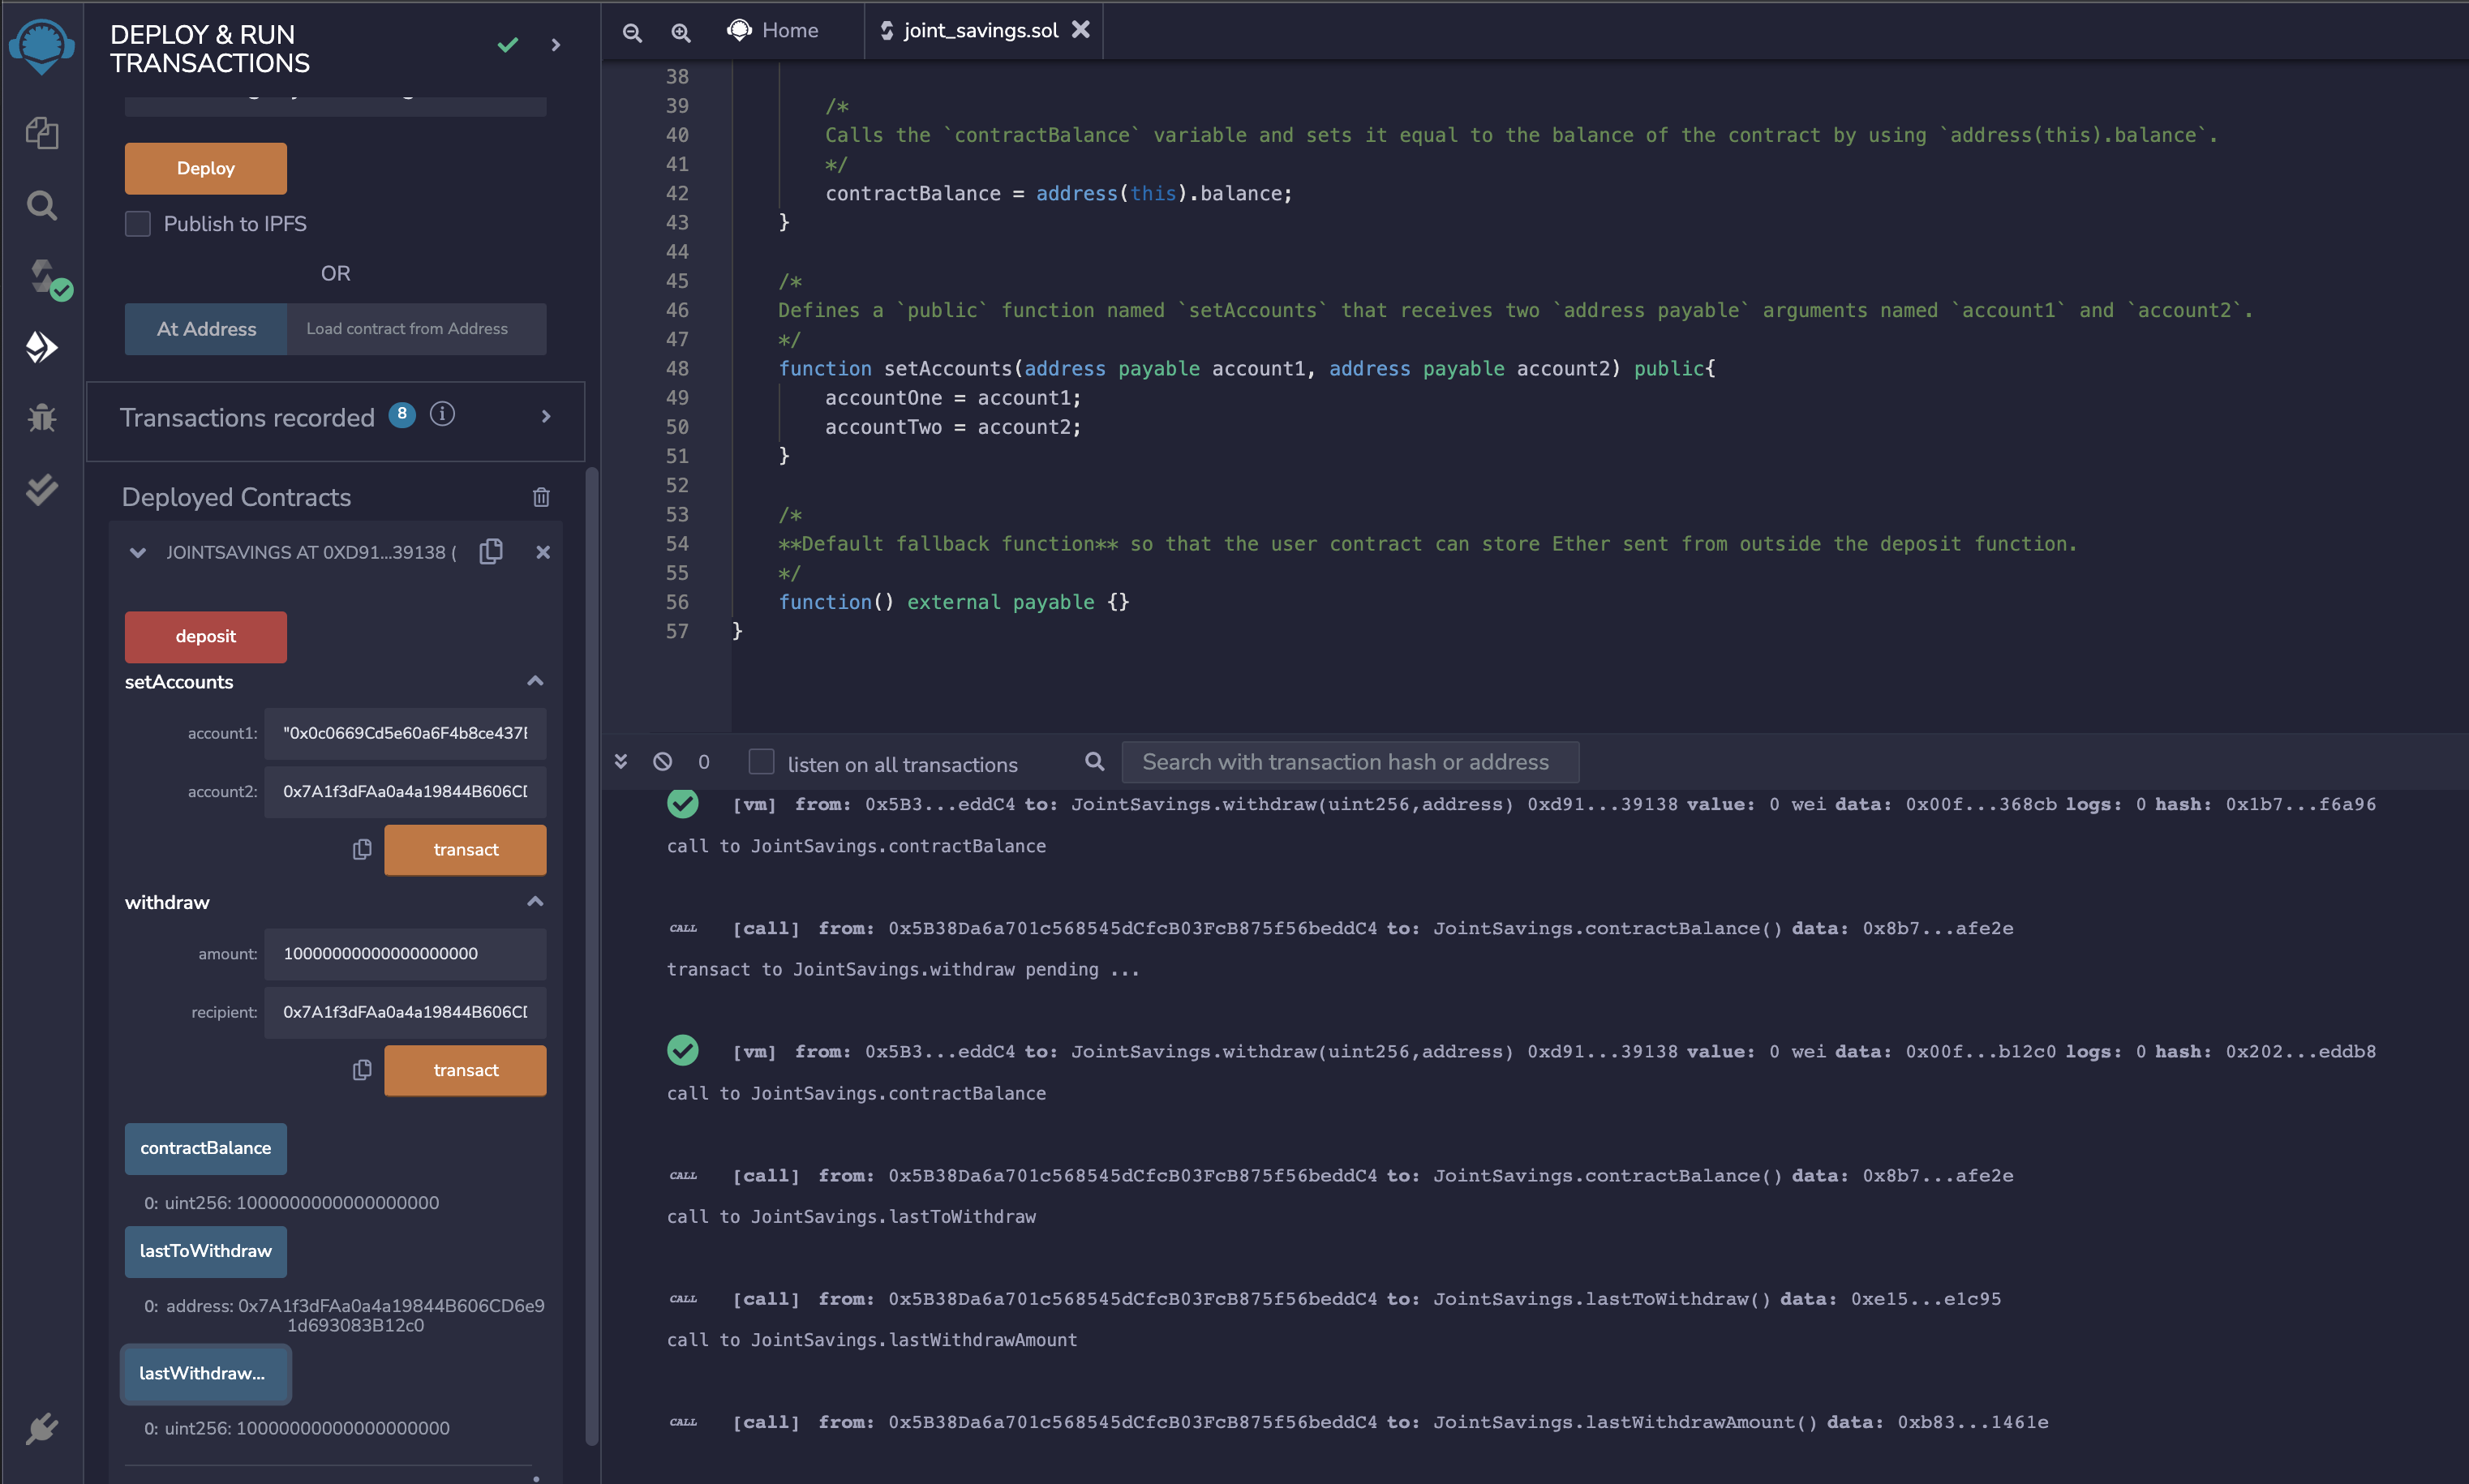 DEPLOY & RUN
TRANSACTIONS
Deploy
Publish to IPFS
OR
At Address Load contract from Address
Transactions recorded 8 i
Deployed Contracts
JOINTSAVINGS AT 0XD91...39138 (
deposit
setAccounts
account1: "0x0c0669Cd5e60a6F4b8ce437E
account2: 0x7A1f3dFAa0a4a19844B606CD
transact
withdraw
amount: 10000000000000000000
recipient: 0x7A1f3dFAa0a4a19844B606CD
transact
contractBalance
0: uint256: 1000000000000000000
lastToWithdraw
0: address: 0x7A1f3dFAa0a4a19844B606CD6e9
1d693083B12c0
lastWithdraw...
0: uint256: 10000000000000000000
Home joint_savings.sol
38
39 /*
40 Calls the `contractBalance` variable and sets it equal to the balance of the contract by using `address(this).balance`.
41 */
42 contractBalance = address(this).balance;
43 }
44
45 /*
46 Defines a `public` function named `setAccounts` that receives two `address payable` arguments named `account1` and `account2`.
47 */
48 function setAccounts(address payable account1, address payable account2) public{
49 accountOne = account1;
50 accountTwo = account2;
51 }
52
53 /*
54 **Default fallback function** so that the user contract can store Ether sent from outside the deposit function.
55 */
56 function() external payable {}
57 }
0 listen on all transactions Search with transaction hash or address
[vm] from: 0x5B3...eddC4 to: JointSavings.withdraw(uint256,address) 0xd91...39138 value: 0 wei data: 0x00f...368cb logs: 0 hash: 0x1b7...f6a96
call to JointSavings.contractBalance
CALL [call] from: 0x5B38Da6a701c568545dCfcB03FcB875f56beddC4 to: JointSavings.contractBalance() data: 0x8b7...afe2e
transact to JointSavings.withdraw pending ...
[vm] from: 0x5B3...eddC4 to: JointSavings.withdraw(uint256,address) 0xd91...39138 value: 0 wei data: 0x00f...b12c0 logs: 0 hash: 0x202...eddb8
call to JointSavings.contractBalance
CALL [call] from: 0x5B38Da6a701c568545dCfcB03FcB875f56beddC4 to: JointSavings.contractBalance() data: 0x8b7...afe2e
call to JointSavings.lastToWithdraw
CALL [call] from: 0x5B38Da6a701c568545dCfcB03FcB875f56beddC4 to: JointSavings.lastToWithdraw() data: 0xe15...e1c95
call to JointSavings.lastWithdrawAmount
CALL [call] from: 0x5B38Da6a701c568545dCfcB03FcB875f56beddC4 to: JointSavings.lastWithdrawAmount() data: 0xb83...1461e